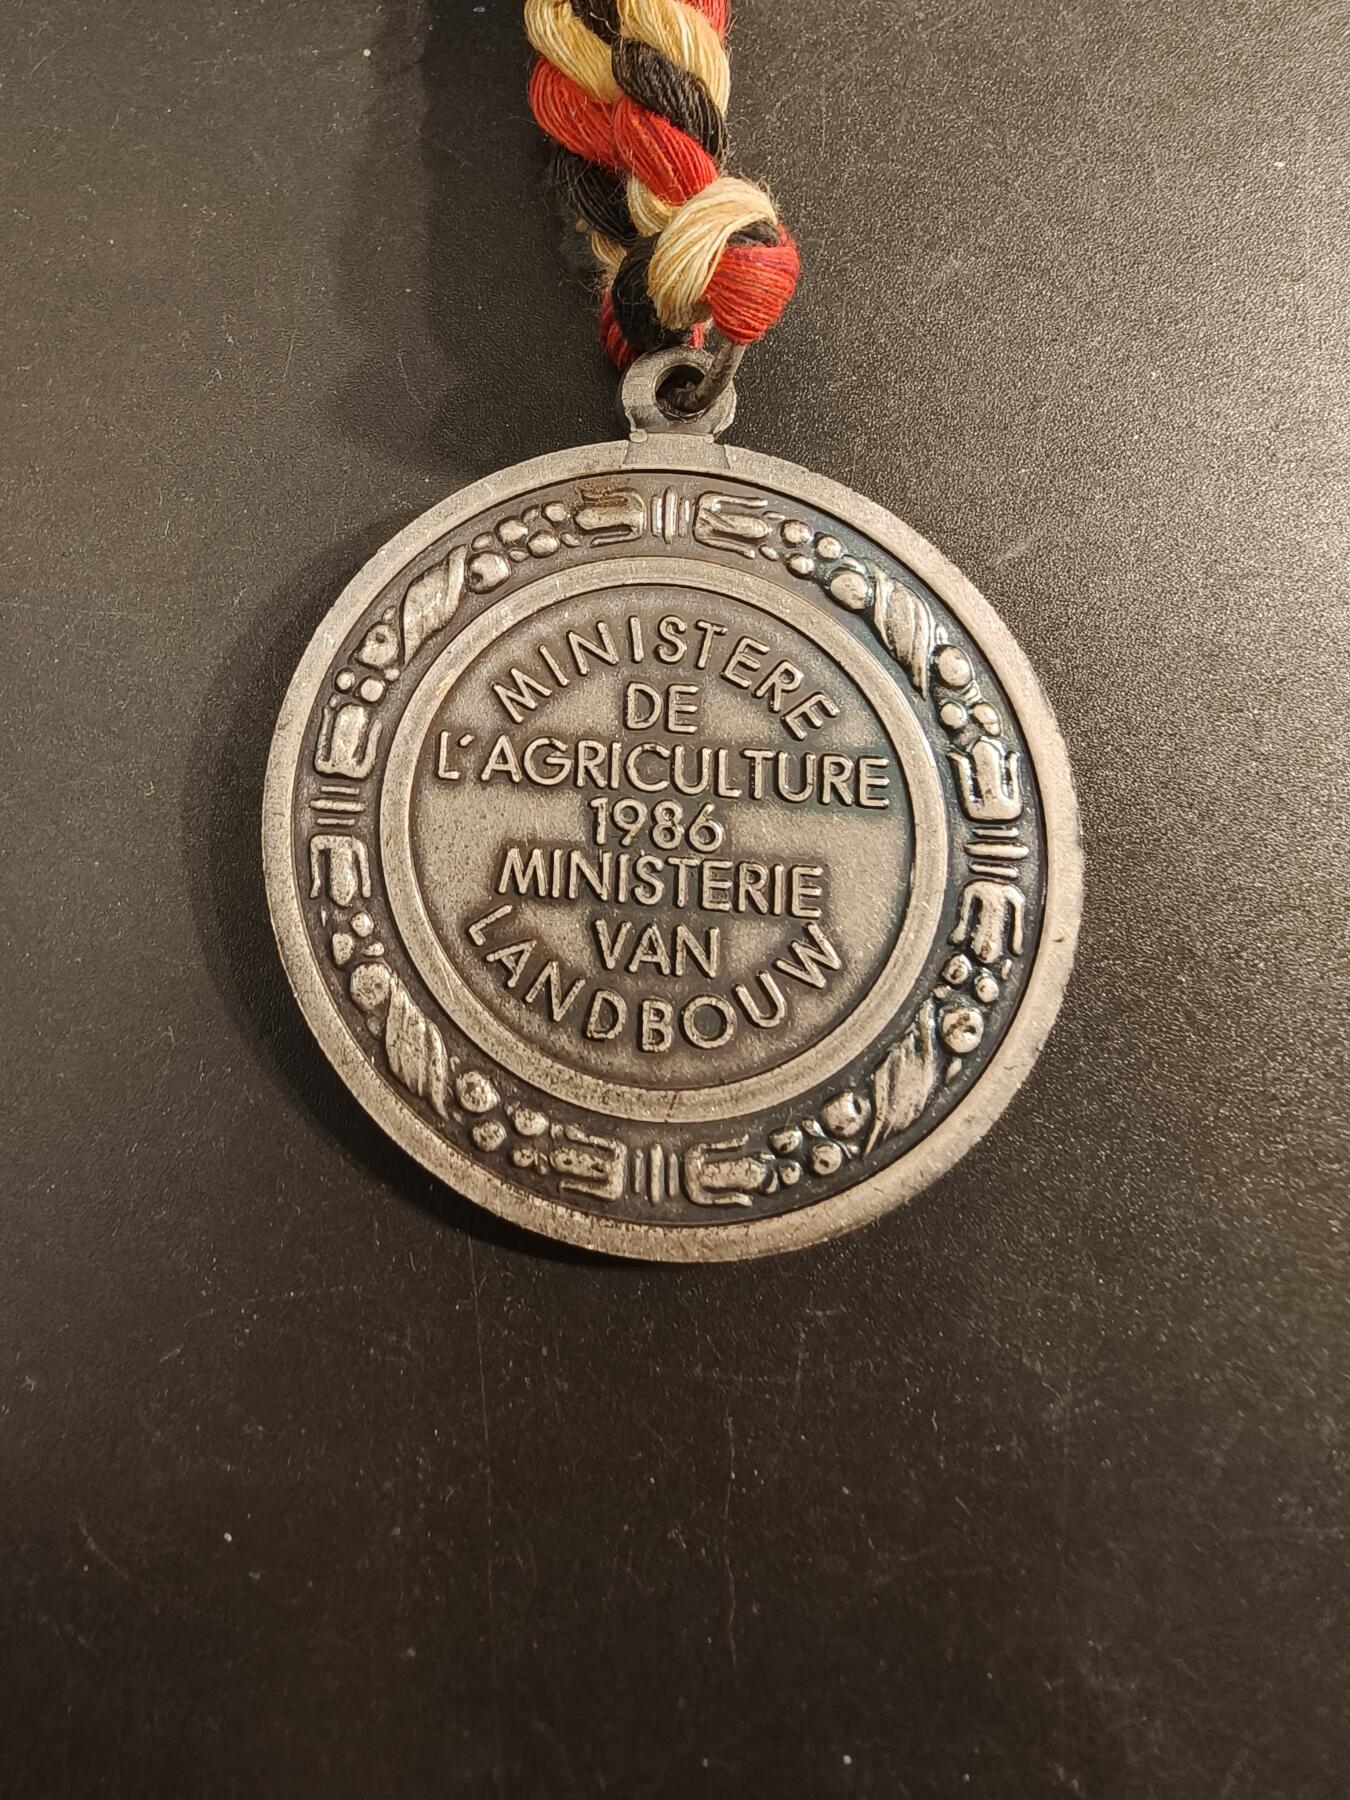 MINISTERE
DE
L'AGRICULTURE
1986
MINISTERIE
VAN
LANDBOUW